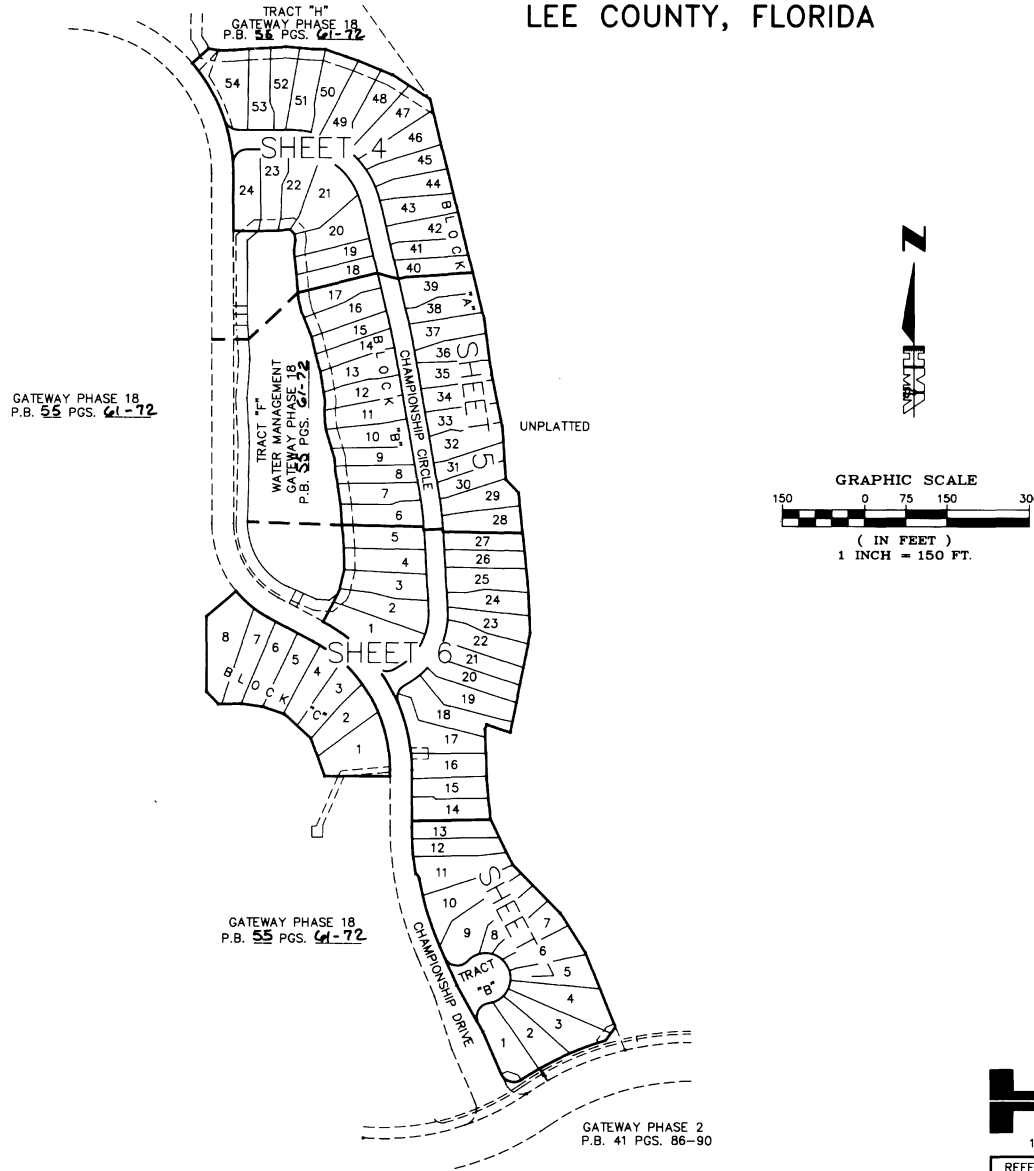 LEE COUNTY, FLORIDA
TRACT "H"
GATEWAY PHASE 18
P.B. 56 PGS. 61-72
54
53
52
51
50
49
48
47
46
45
44
43
42
41
40
SHEET 4
24
23
22
21
20
19
18
17
16
15
14
13
12
11
10
9
8
7
6
5
4
3
2
1
BLOCK "A"
39
38
37
36
35
34
33
32
31
30
29
28
27
26
25
24
23
22
21
20
19
18
17
16
15
14
13
12
11
10
9
8
7
6
5
4
3
2
1
BLOCK "B"
CHAMPIONSHIP CIRCLE
SHEET 5
UNPLATTED
TRACT "F"
WATER MANAGEMENT
GATEWAY PHASE 18
P.B. 55 PGS. 61-72
GATEWAY PHASE 18
P.B. 55 PGS. 61-72
N
HMA
GRAPHIC SCALE
150 0 75 150 30
( IN FEET )
1 INCH = 150 FT.
SHEET 6
8
7
6
5
4
3
2
1
BLOCK "C"
GATEWAY PHASE 18
P.B. 55 PGS. 61-72
SHEET 7
TRACT
"B"
CHAMPIONSHIP DRIVE
GATEWAY PHASE 2
P.B. 41 PGS. 86-90
1